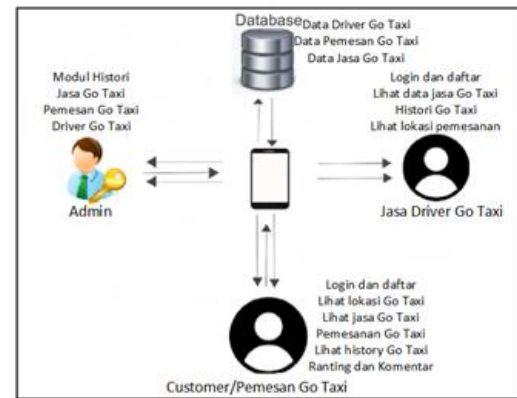 Database
Data Driver Go Taxi
Data Pemesan Go Taxi
Data Jasa Go Taxi
Modul Histori
Jasa Go Taxi
Pemesan Go Taxi
Driver Go Taxi
Admin
Login dan daftar
Lihat data jasa Go Taxi
Histori Go Taxi
Lihat lokasi pemesanan
Jasa Driver Go Taxi
Login dan daftar
Lihat lokasi Go Taxi
Lihat jasa Go Taxi
Pemesanan Go Taxi
Lihat history Go Taxi
Ranting dan Komentar
Customer/Pemesan Go Taxi